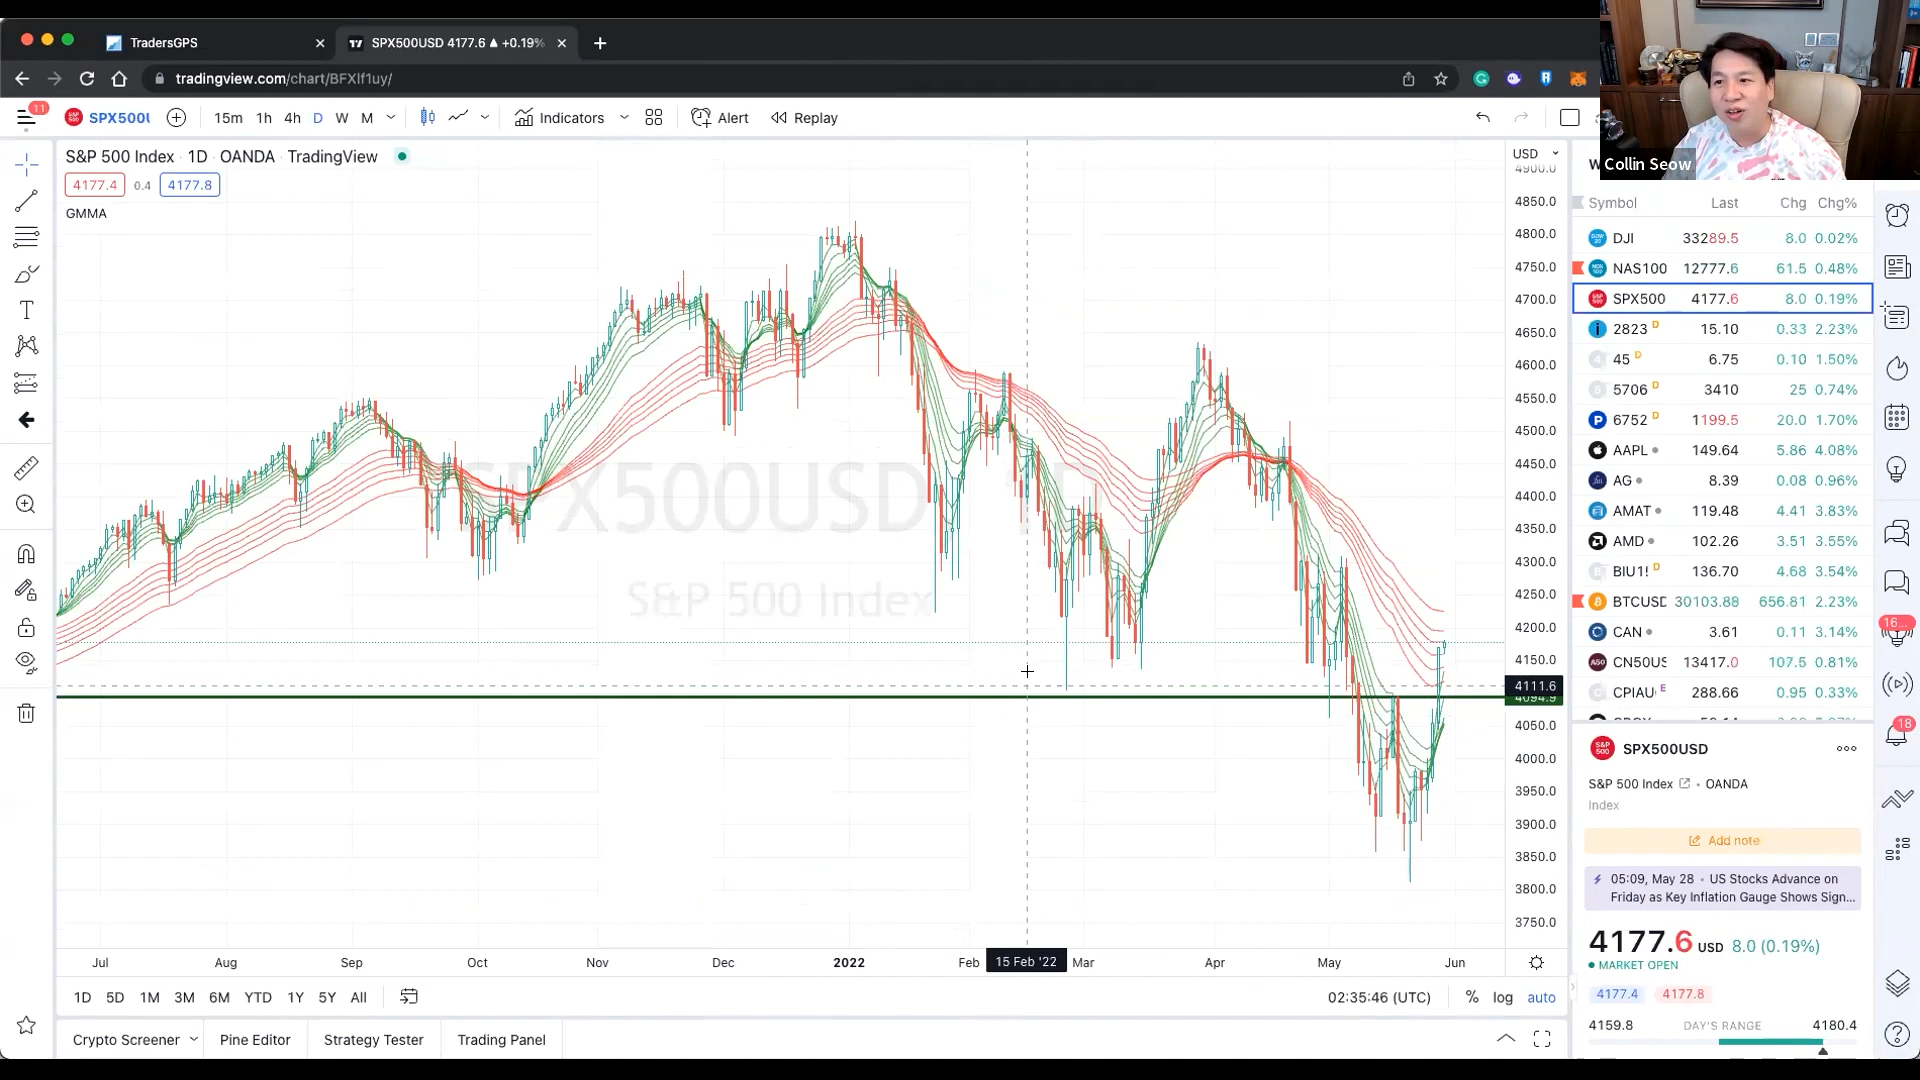 TradersGPS
SPX500USD 4177.6 ▲ +0.19%
tradingview.com/chart/BFXlf1uy/
11
15m 1h 4h D W M
Indicators
Alert
Replay
Collin Seow
S&P 500 Index · 1D · OANDA · TradingView
4177.4 0.4 4177.8
GMMA
SPX500USD
S&P 500 Index
USD
4900.0
4850.0
4800.0
4750.0
4700.0
4650.0
4600.0
4550.0
4500.0
4450.0
4400.0
4350.0
4300.0
4250.0
4200.0
4150.0
4111.6
4094.9
4050.0
4000.0
3950.0
3900.0
3850.0
3800.0
3750.0
Jul Aug Sep Oct Nov Dec 2022 Feb 15 Feb '22 Mar Apr May Jun
1D 5D 1M 3M 6M YTD 1Y 5Y All
02:35:46 (UTC) % log auto
Crypto Screener Pine Editor Strategy Tester Trading Panel
Symbol Last Chg Chg%
DJI 33289.5 8.0 0.02%
NAS100 12777.6 61.5 0.48%
SPX500 4177.6 8.0 0.19%
2823 D 15.10 0.33 2.23%
45 D 6.75 0.10 1.50%
5706 D 3410 25 0.74%
6752 D 1199.5 20.0 1.70%
AAPL 149.64 5.86 4.08%
AG 8.39 0.08 0.96%
AMAT 119.48 4.41 3.83%
AMD 102.26 3.51 3.55%
BIU1! D 136.70 4.68 3.54%
BTCUSD 30103.88 656.81 2.23%
CAN 3.61 0.11 3.14%
CN50US 13417.0 107.5 0.81%
CPIAU E 288.66 0.95 0.33%
SPX500USD
S&P 500 Index · OANDA
Index
Add note
05:09, May 28 · US Stocks Advance on
Friday as Key Inflation Gauge Shows Sign...
4177.6 USD 8.0 (0.19%)
MARKET OPEN
4177.4 4177.8
4159.8 DAY'S RANGE 4180.4
16...
18